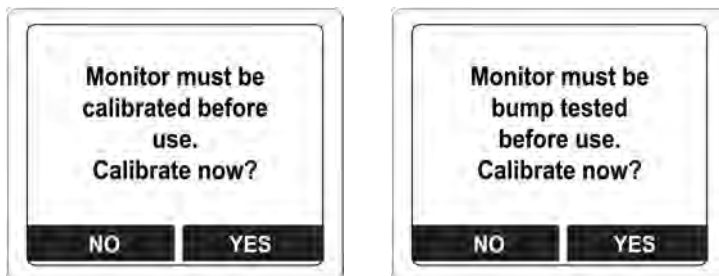 Monitor must be
calibrated before
use.
Calibrate now?
NO YES
Monitor must be
bump tested
before use.
Calibrate now?
NO YES